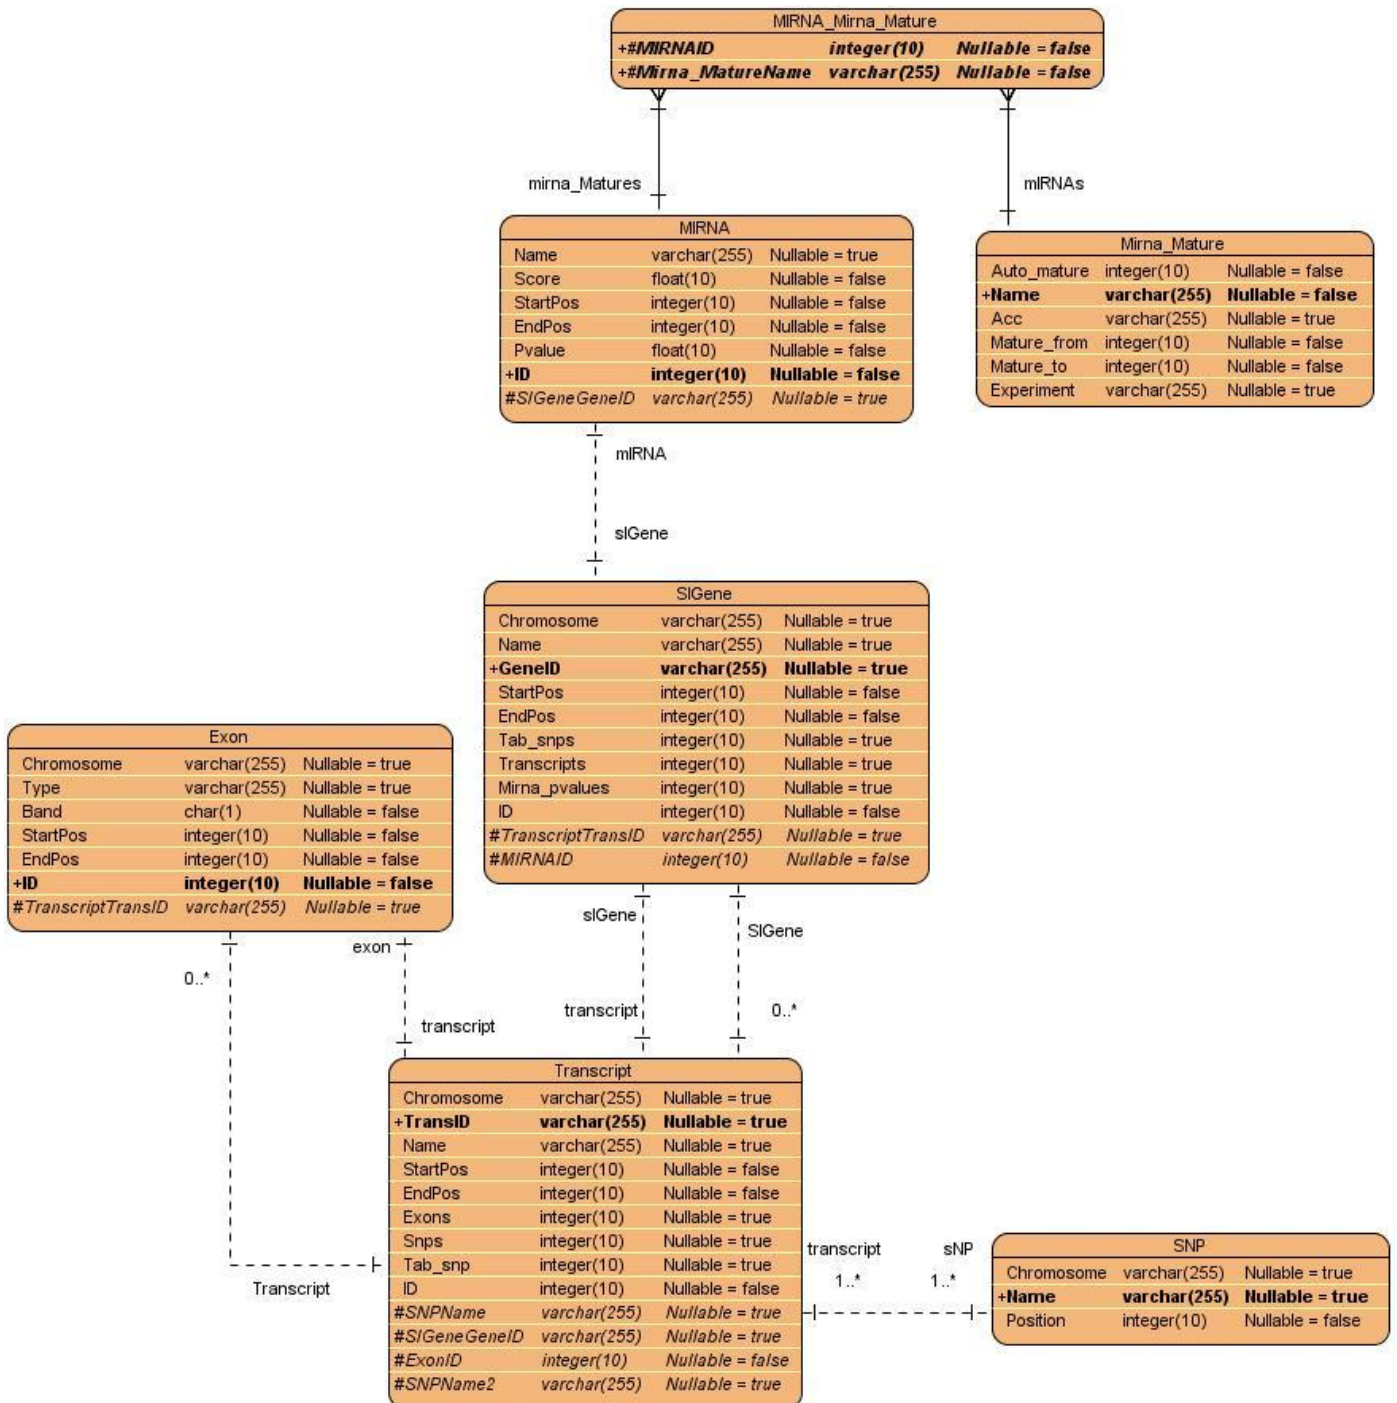 MIRNA_Mirna_Mature
+#MIRNAID integer(10) Nullable = false
+#Mirna_MatureName varchar(255) Nullable = false
mirna_Matures
mIRNAs
MIRNA
Name varchar(255) Nullable = true
Score float(10) Nullable = false
StartPos integer(10) Nullable = false
EndPos integer(10) Nullable = false
Pvalue float(10) Nullable = false
+ID integer(10) Nullable = false
#SIGeneGeneID varchar(255) Nullable = true
Mirna_Mature
Auto_mature integer(10) Nullable = false
+Name varchar(255) Nullable = false
Acc varchar(255) Nullable = true
Mature_from integer(10) Nullable = false
Mature_to integer(10) Nullable = false
Experiment varchar(255) Nullable = true
mIRNA
sIGene
SIGene
Chromosome varchar(255) Nullable = true
Name varchar(255) Nullable = true
+GeneID varchar(255) Nullable = true
StartPos integer(10) Nullable = false
EndPos integer(10) Nullable = false
Tab_snps integer(10) Nullable = true
Transcripts integer(10) Nullable = true
Mirna_pvalues integer(10) Nullable = true
ID integer(10) Nullable = false
#TranscriptTransID varchar(255) Nullable = true
#MIRNAID integer(10) Nullable = false
Exon
Chromosome varchar(255) Nullable = true
Type varchar(255) Nullable = true
Band char(1) Nullable = false
StartPos integer(10) Nullable = false
EndPos integer(10) Nullable = false
+ID integer(10) Nullable = false
#TranscriptTransID varchar(255) Nullable = true
sIGene
SIGene
exon
0..*
transcript
0..*
transcript
Transcript
Transcript
Chromosome varchar(255) Nullable = true
+TransID varchar(255) Nullable = true
Name varchar(255) Nullable = true
StartPos integer(10) Nullable = false
EndPos integer(10) Nullable = false
Exons integer(10) Nullable = true
Snps integer(10) Nullable = true
Tab_snp integer(10) Nullable = true
ID integer(10) Nullable = false
#SNPName varchar(255) Nullable = true
#SIGeneGeneID varchar(255) Nullable = true
#ExonID integer(10) Nullable = false
#SNPName2 varchar(255) Nullable = true
transcript sNP
1..* 1..*
SNP
Chromosome varchar(255) Nullable = true
+Name varchar(255) Nullable = true
Position integer(10) Nullable = false